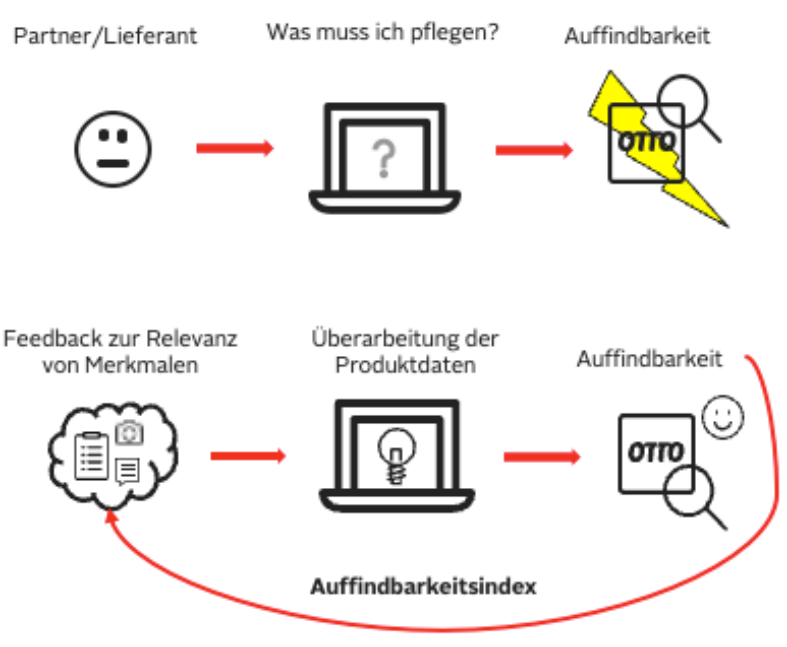 Partner/Lieferant
Was muss ich pflegen?
Auffindbarkeit
?
OTTO
Feedback zur Relevanz
von Merkmalen
Überarbeitung der
Produktdaten
Auffindbarkeit
OTTO
Auffindbarkeitsindex